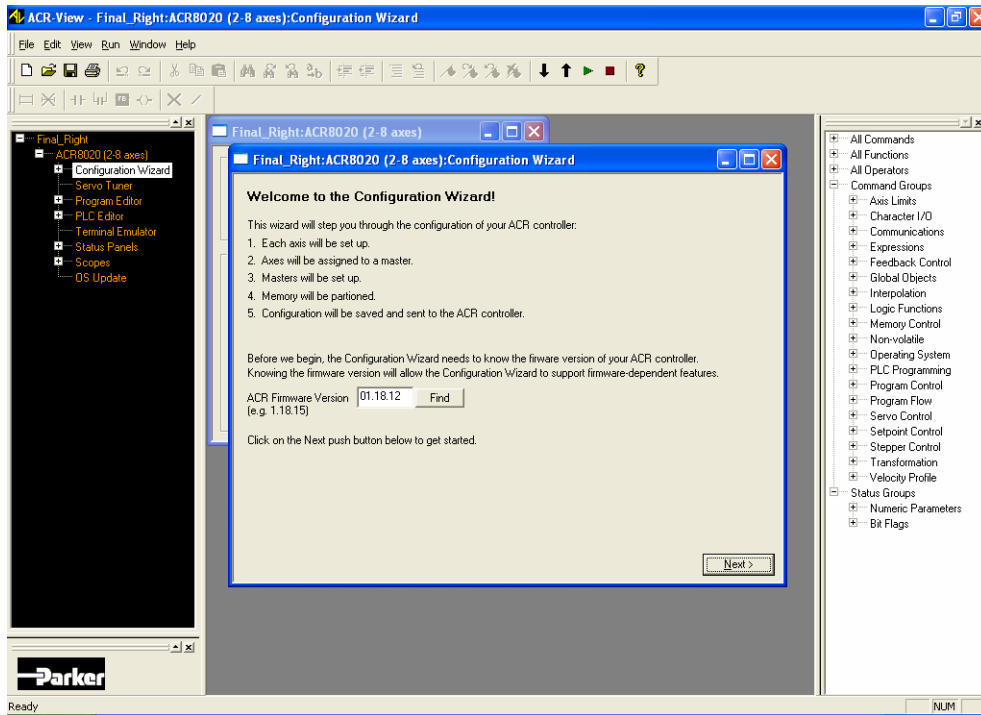 ACR-View - Final_Right:ACR8020 (2-8 axes):Configuration Wizard
File Edit View Run Window Help
FB
Final_Right
ACR8020 (2-8 axes)
Configuration Wizard
Servo Tuner
Program Editor
PLC Editor
Terminal Emulator
Status Panels
Scopes
OS Update
Final_Right:ACR8020 (2-8 axes)
Final_Right:ACR8020 (2-8 axes):Configuration Wizard
Welcome to the Configuration Wizard!
This wizard will step you through the configuration of your ACR controller:
1. Each axis will be set up.
2. Axes will be assigned to a master.
3. Masters will be set up.
4. Memory will be partioned.
5. Configuration will be saved and sent to the ACR controller.
Before we begin, the Configuration Wizard needs to know the firware version of your ACR controller.
Knowing the firmware version will allow the Configuration Wizard to support firmware-dependent features.
ACR Firmware Version 01.18.12 Find
(e.g. 1.18.15)
Click on the Next push button below to get started.
Next >
All Commands
All Functions
All Operators
Command Groups
Axis Limits
Character I/O
Communications
Expressions
Feedback Control
Global Objects
Interpolation
Logic Functions
Memory Control
Non-volatile
Operating System
PLC Programming
Program Control
Program Flow
Servo Control
Setpoint Control
Stepper Control
Transformation
Velocity Profile
Status Groups
Numeric Parameters
Bit Flags
Parker
Ready
NUM